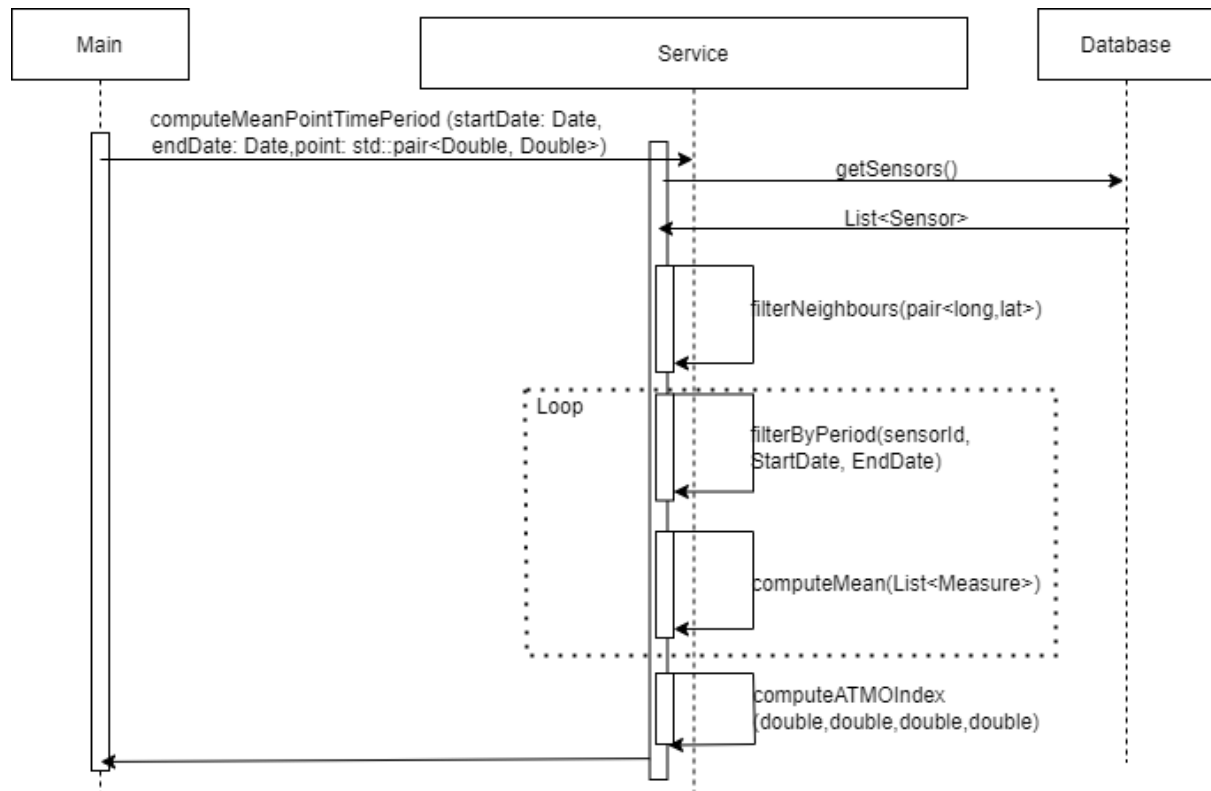 Main
Service
Database
computeMeanPointTimePeriod (startDate: Date,
endDate: Date,point: std::pair<Double, Double>)
getSensors()
List<Sensor>
filterNeighbours(pair<long,lat>)
Loop
filterByPeriod(sensorId,
StartDate, EndDate)
computeMean(List<Measure>)
computeATMOIndex
(double,double,double,double)